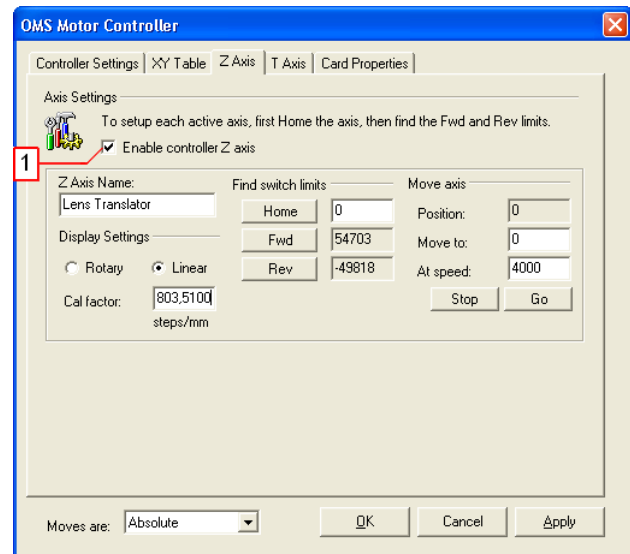 OMS Motor Controller
Controller Settings XY Table Z Axis T Axis Card Properties
Axis Settings
To setup each active axis, first Home the axis, then find the Fwd and Rev limits.
1
Enable controller Z axis
Z Axis Name:
Lens Translator
Display Settings
Rotary Linear
Cal factor: 803,5100
steps/mm
Find switch limits
Home 0
Fwd 54703
Rev -49818
Move axis
Position: 0
Move to: 0
At speed: 4000
Stop Go
Moves are: Absolute
OK Cancel Apply